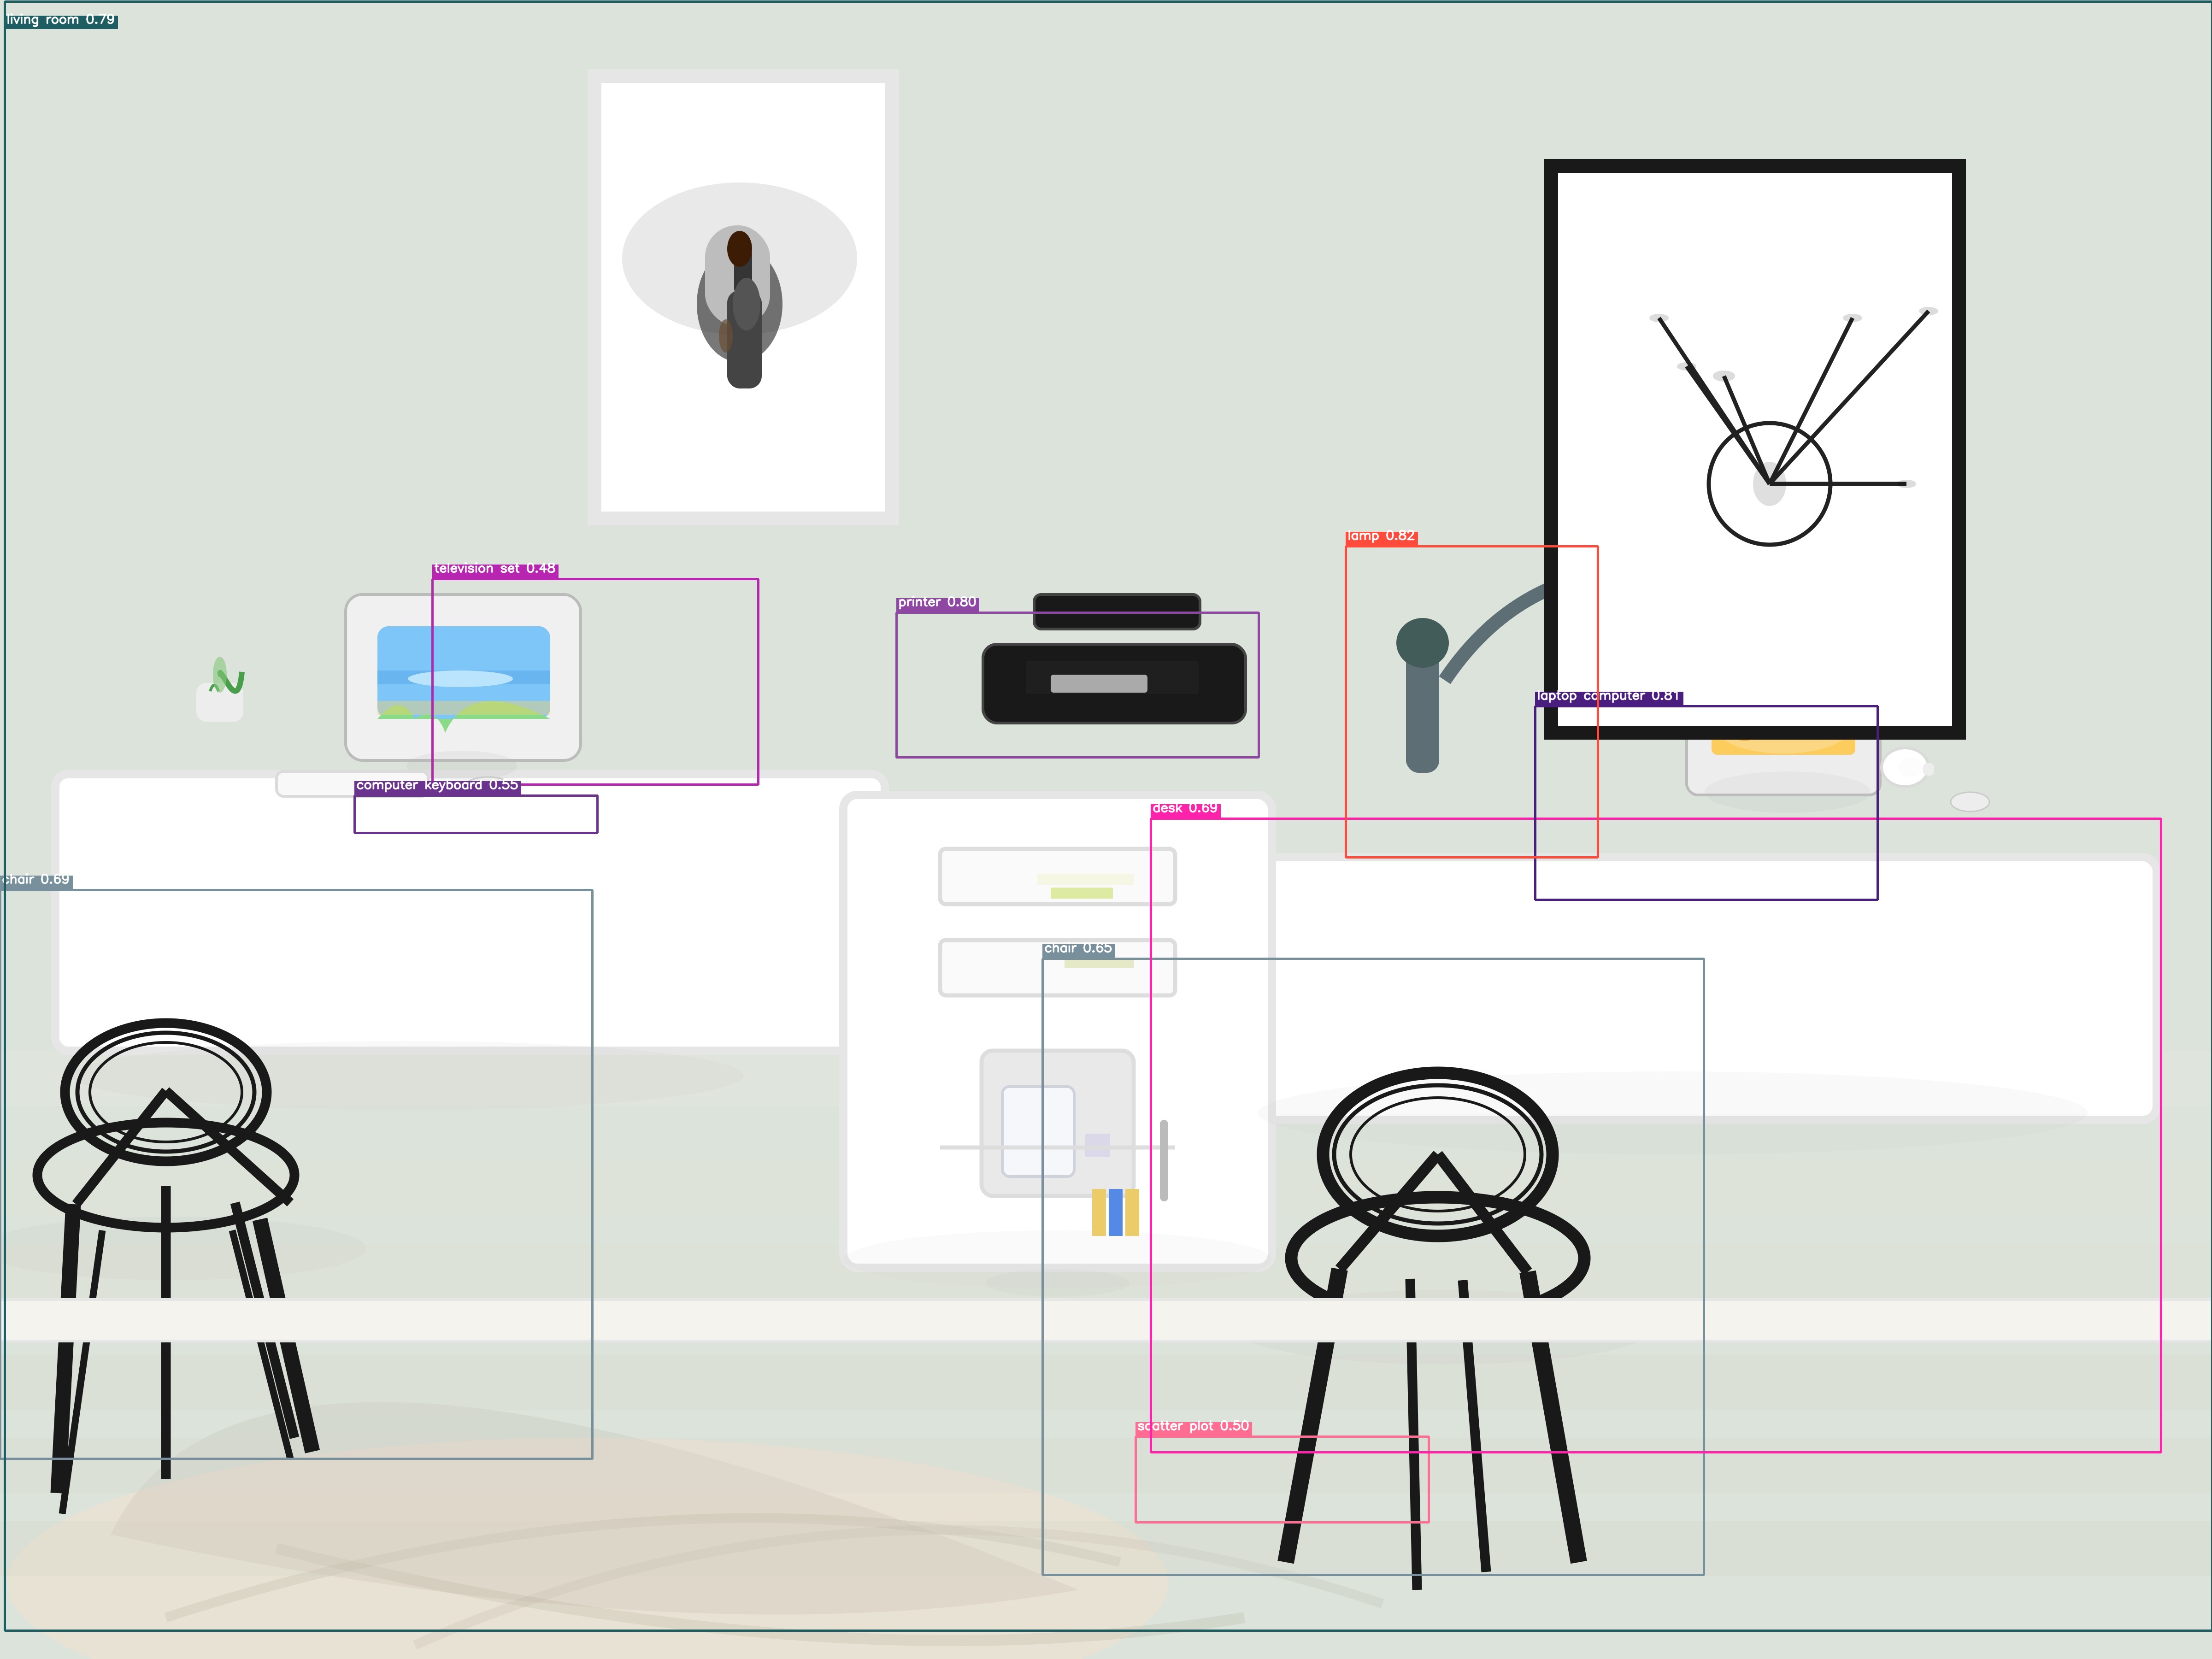 living room 0.79
lamp 0.82
television set 0.48
printer 0.80
laptop computer 0.81
computer keyboard 0.55
desk 0.69
chair 0.69
chair 0.65
scatter plot 0.50